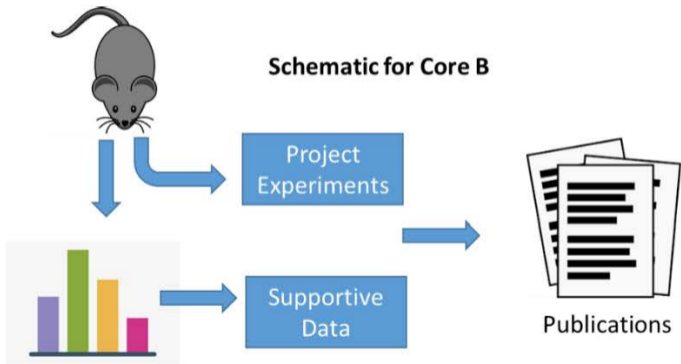 Schematic for Core B
Project
Experiments
Supportive
Data
Publications